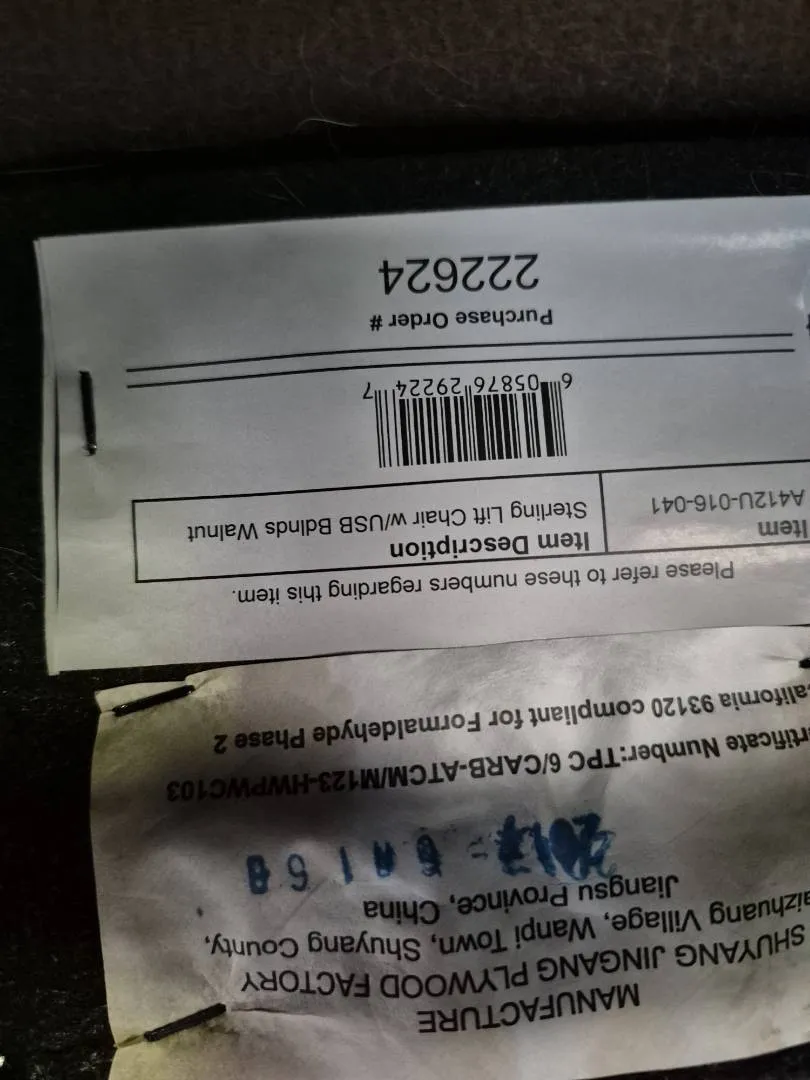 MANUFACTURE
SHUYANG JINGANG PLYWOOD FACTORY
aizhuang Village, Wanpi Town, Shuyang County,
Jiangsu Province, China
rtificate Number:TPC 6/CARB-ATCM/M123-HWPWC103
alifornia 93120 compliant for Formaldehyde Phase 2
Please refer to these numbers regarding this item.
Item
Item Description
A412U-016-041
Sterling Lift Chair w/USB Bdlnds Walnut
6 05876 29224 7
Purchase Order #
222624